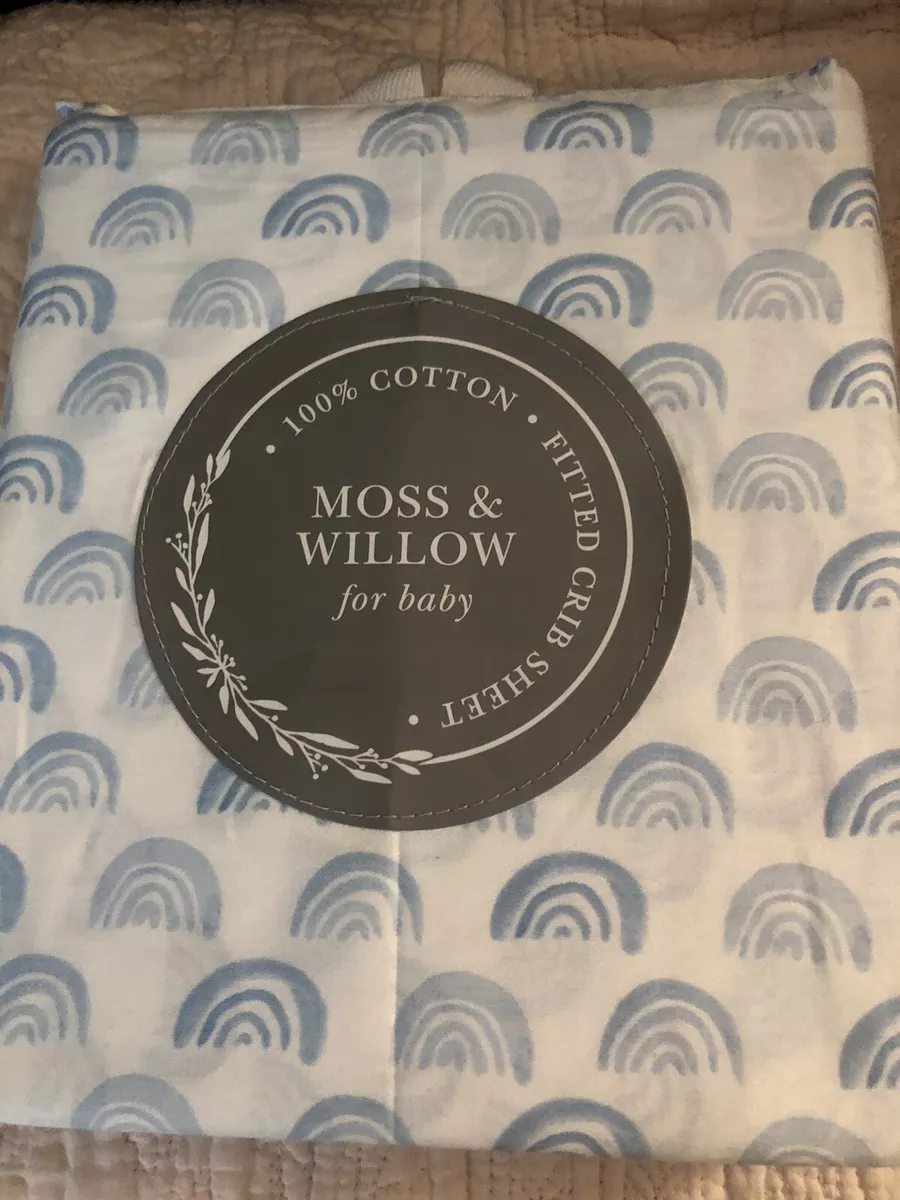 • 100% COTTON • FITTED CRIB SHEET •
MOSS &
WILLOW
for baby